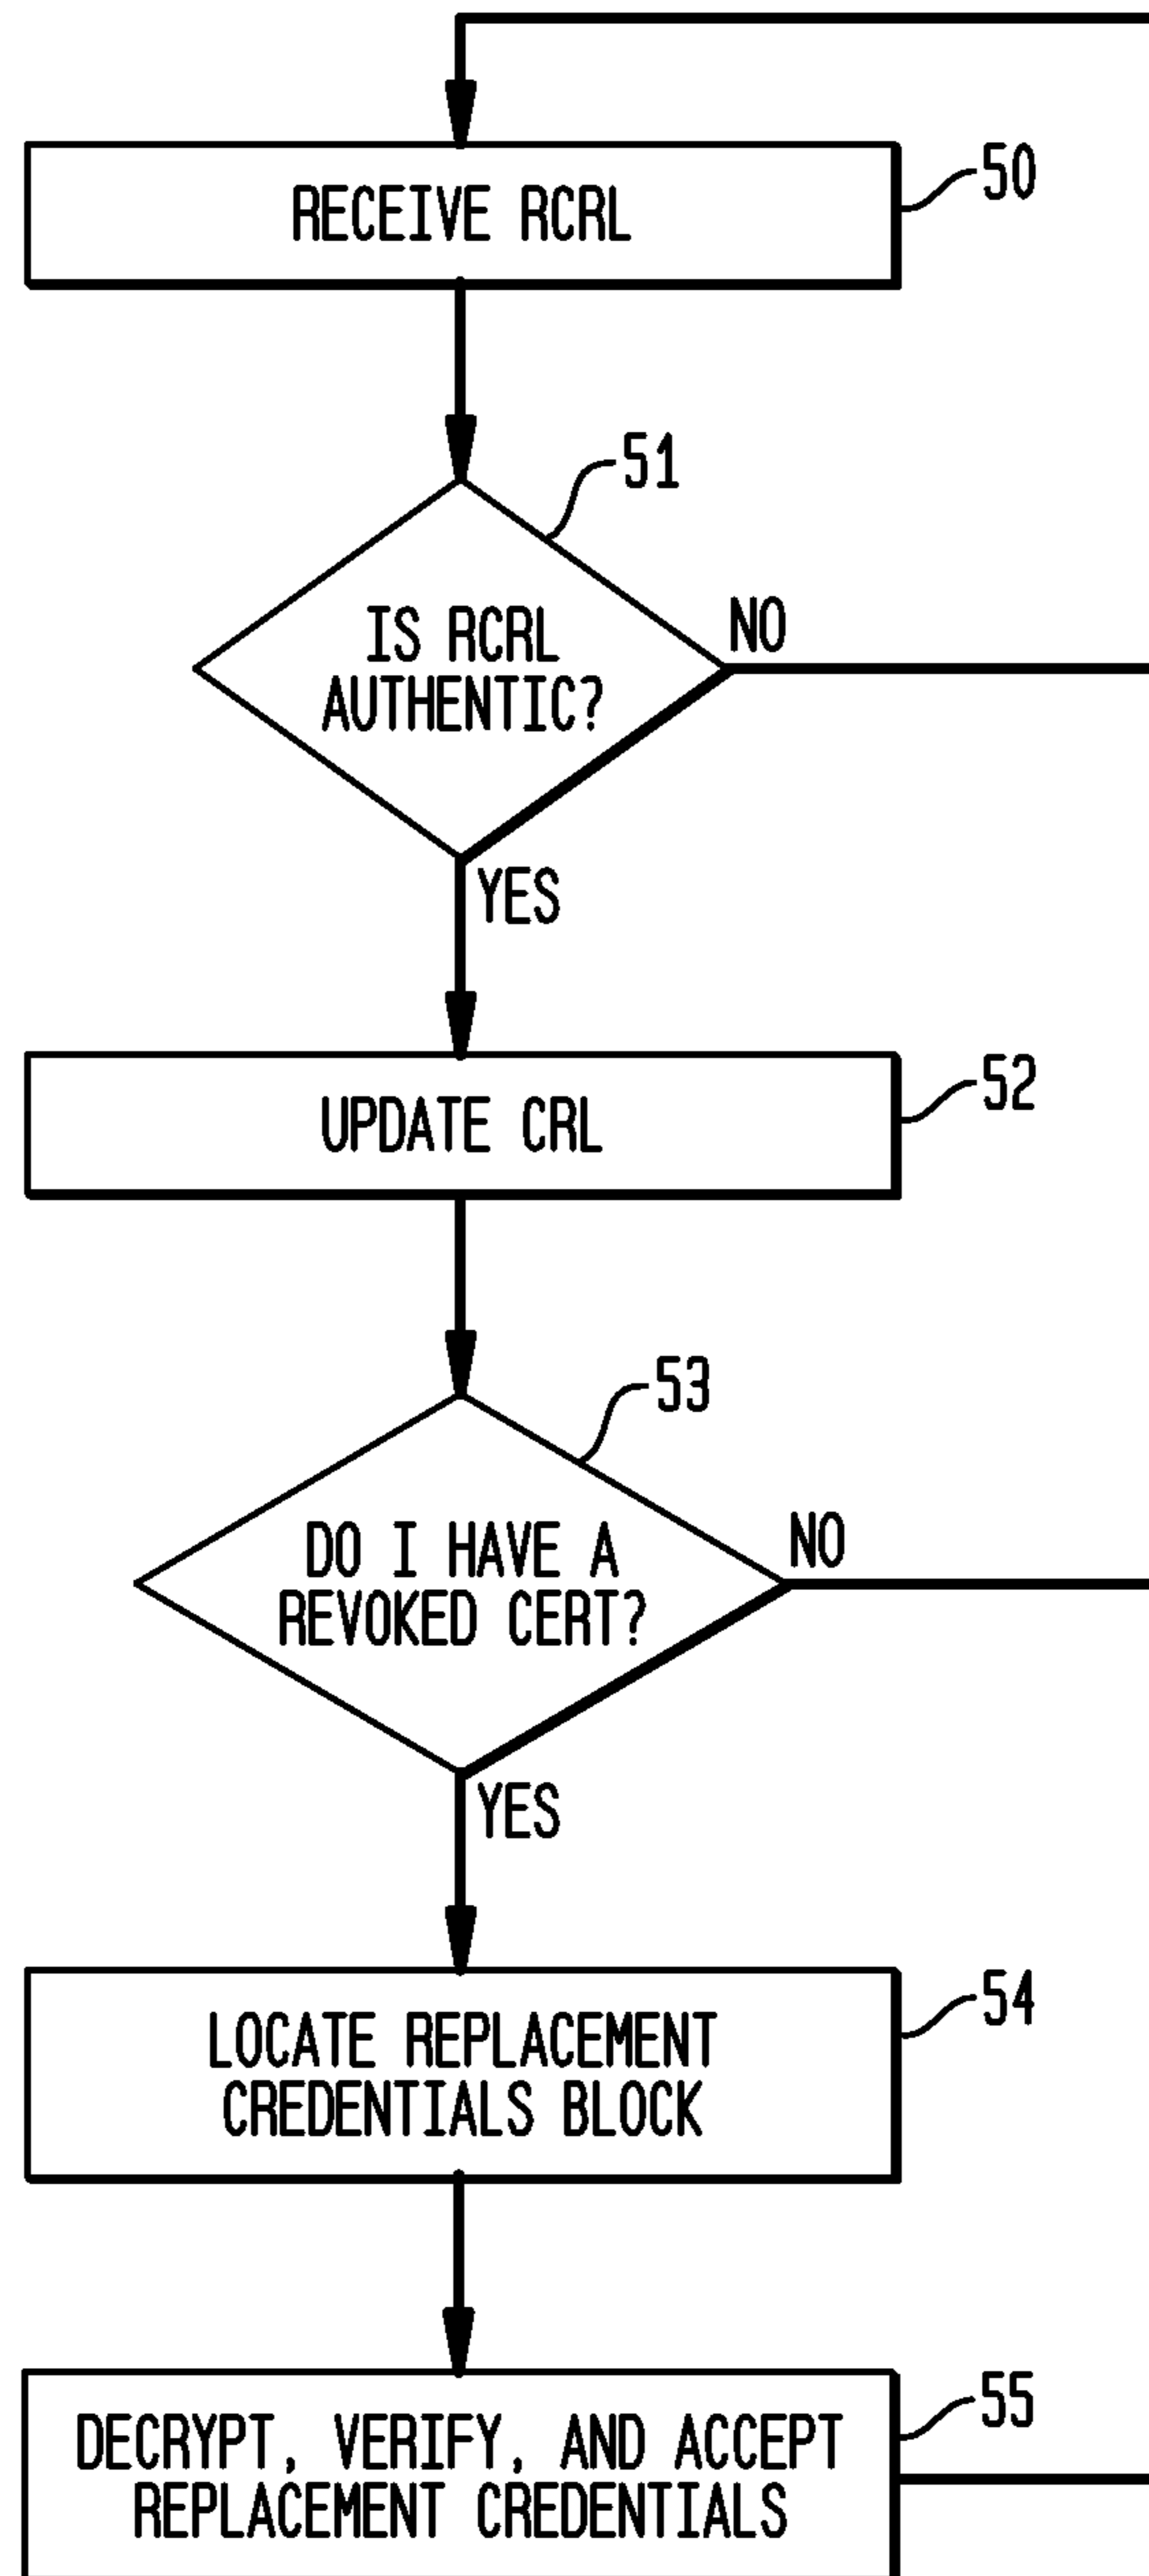 RECEIVE RCRL
50
51
IS RCRL
AUTHENTIC?
NO
YES
UPDATE CRL
52
53
DO I HAVE A
REVOKED CERT?
NO
YES
LOCATE REPLACEMENT
CREDENTIALS BLOCK
54
DECRYPT, VERIFY, AND ACCEPT
REPLACEMENT CREDENTIALS
55